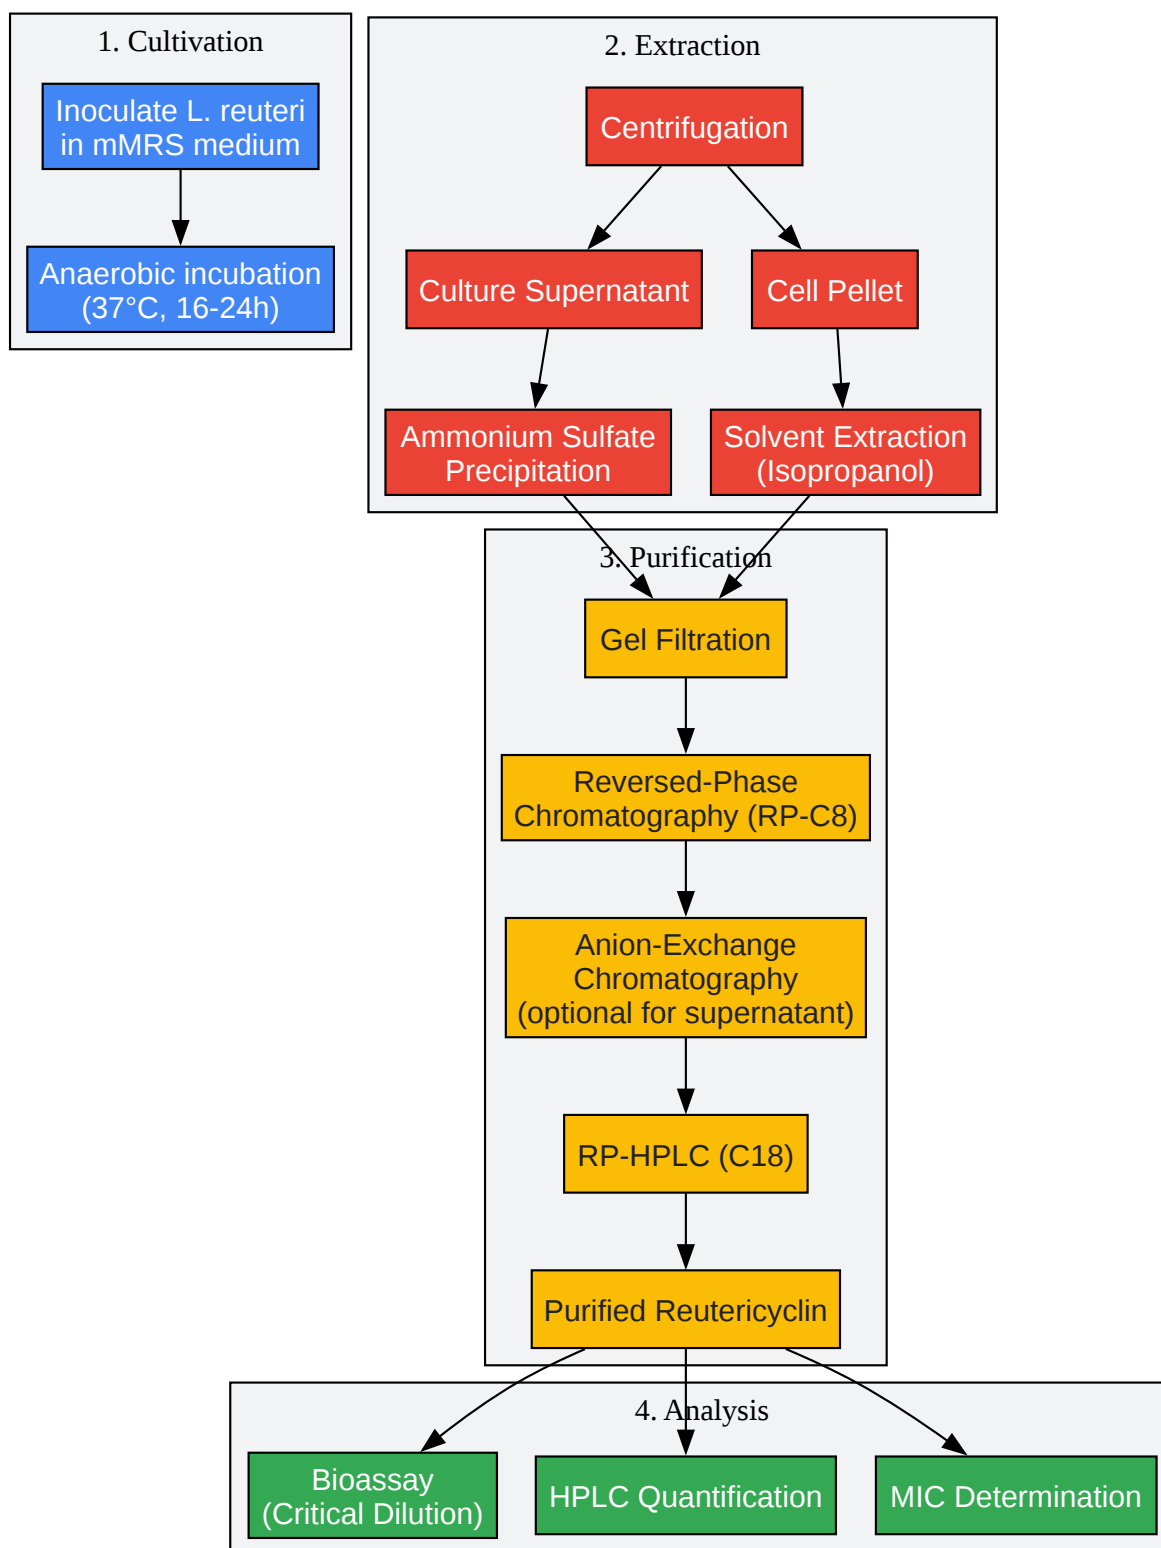 1. Cultivation
Inoculate L. reuteri
in mMRS medium
Anaerobic incubation
(37°C, 16-24h)
2. Extraction
Centrifugation
Culture Supernatant
Cell Pellet
Ammonium Sulfate
Precipitation
Solvent Extraction
(Isopropanol)
3. Purification
Gel Filtration
Reversed-Phase
Chromatography (RP-C8)
Anion-Exchange
Chromatography
(optional for supernatant)
RP-HPLC (C18)
Purified Reutericyclin
4. Analysis
Bioassay
(Critical Dilution)
HPLC Quantification
MIC Determination